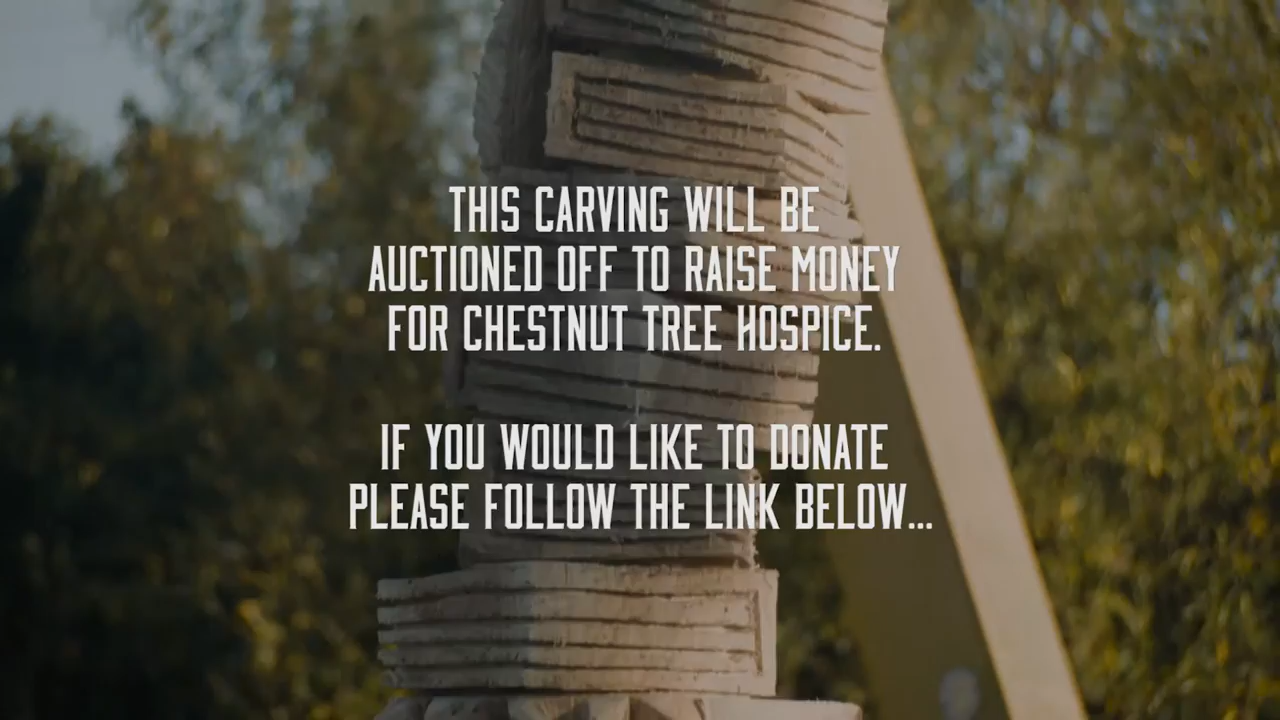 THIS CARVING WILL BE
AUCTIONED OFF TO RAISE MONEY
FOR CHESTNUT TREE HOSPICE.
IF YOU WOULD LIKE TO DONATE
PLEASE FOLLOW THE LINK BELOW...